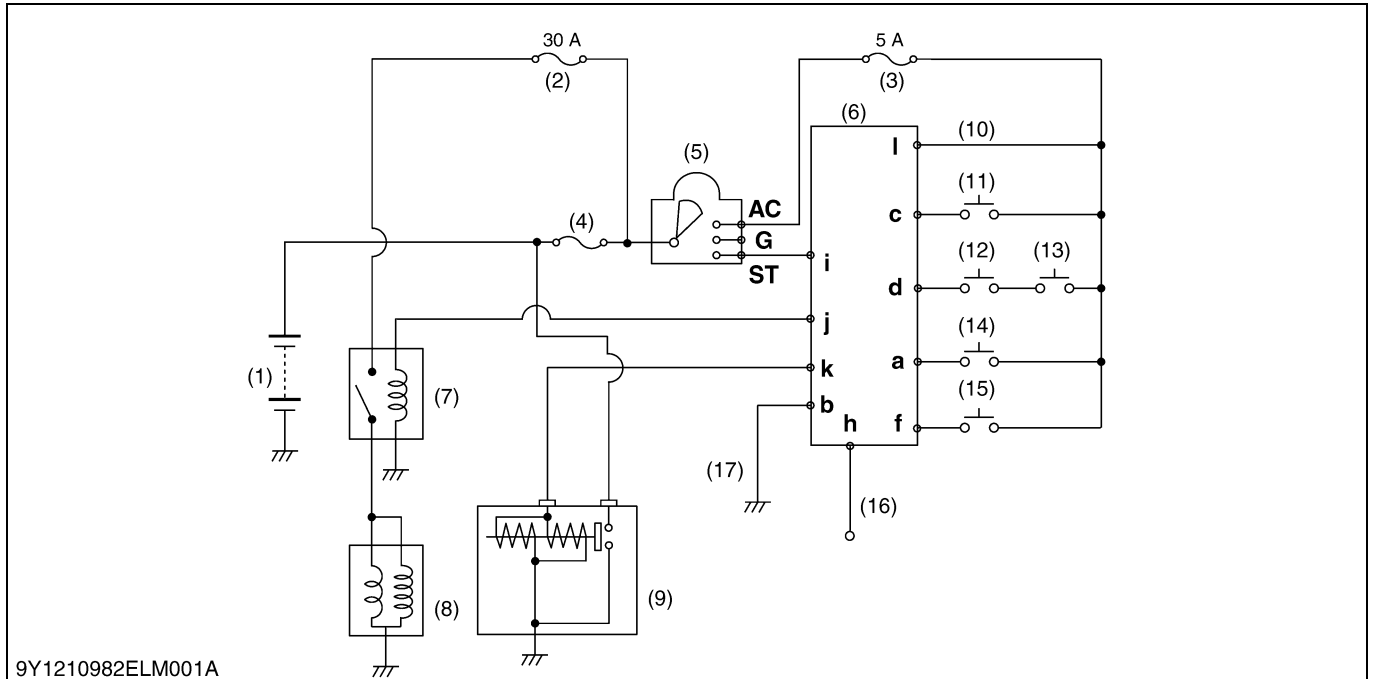 30 A
(2)
5 A
(3)
(6)
(5)
(4)
AC
G
ST
l
(10)
(11)
c
(12)
(13)
d
i
j
(14)
a
k
(15)
b
h
f
(1)
(7)
(17)
(16)
(8)
(9)
9Y1210982ELM001A